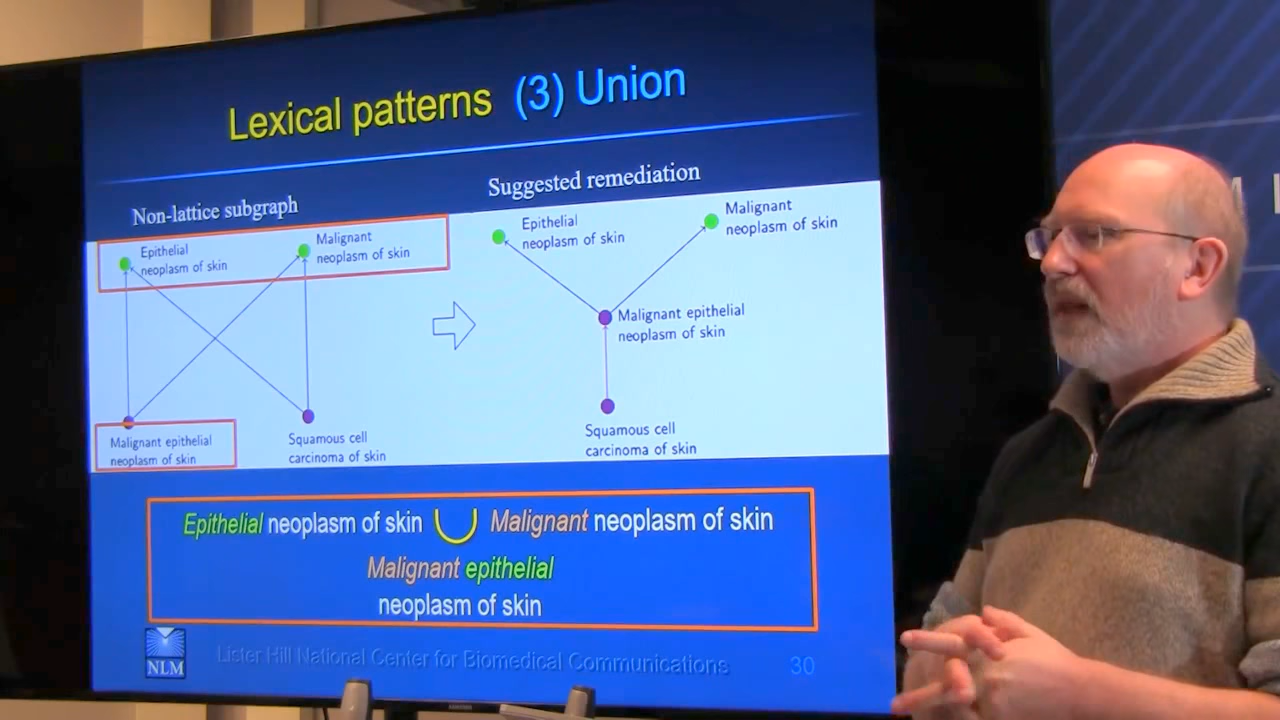 Lexical patterns (3) Union
Non-lattice subgraph
Suggested remediation
Epithelial
neoplasm of skin
Malignant
neoplasm of skin
Malignant epithelial
neoplasm of skin
Squamous cell
carcinoma of skin
Epithelial
neoplasm of skin
Malignant
neoplasm of skin
Malignant epithelial
neoplasm of skin
Squamous cell
carcinoma of skin
Epithelial neoplasm of skin ∪ Malignant neoplasm of skin
Malignant epithelial
neoplasm of skin
NLM
Lister Hill National Center for Biomedical Communications
30